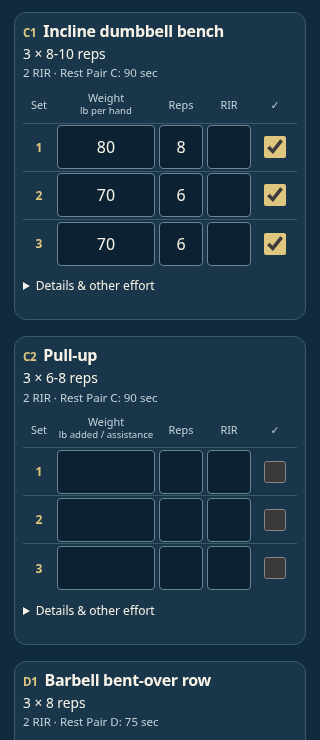 C1 Incline dumbbell bench
3 × 8-10 reps
2 RIR · Rest Pair C: 90 sec
Set Weight Reps RIR ✓
lb per hand
1 80 8
2 70 6
3 70 6
Details & other effort
C2 Pull-up
3 × 6-8 reps
2 RIR · Rest Pair C: 90 sec
Set Weight Reps RIR ✓
lb added / assistance
1
2
3
Details & other effort
D1 Barbell bent-over row
3 × 8 reps
2 RIR · Rest Pair D: 75 sec